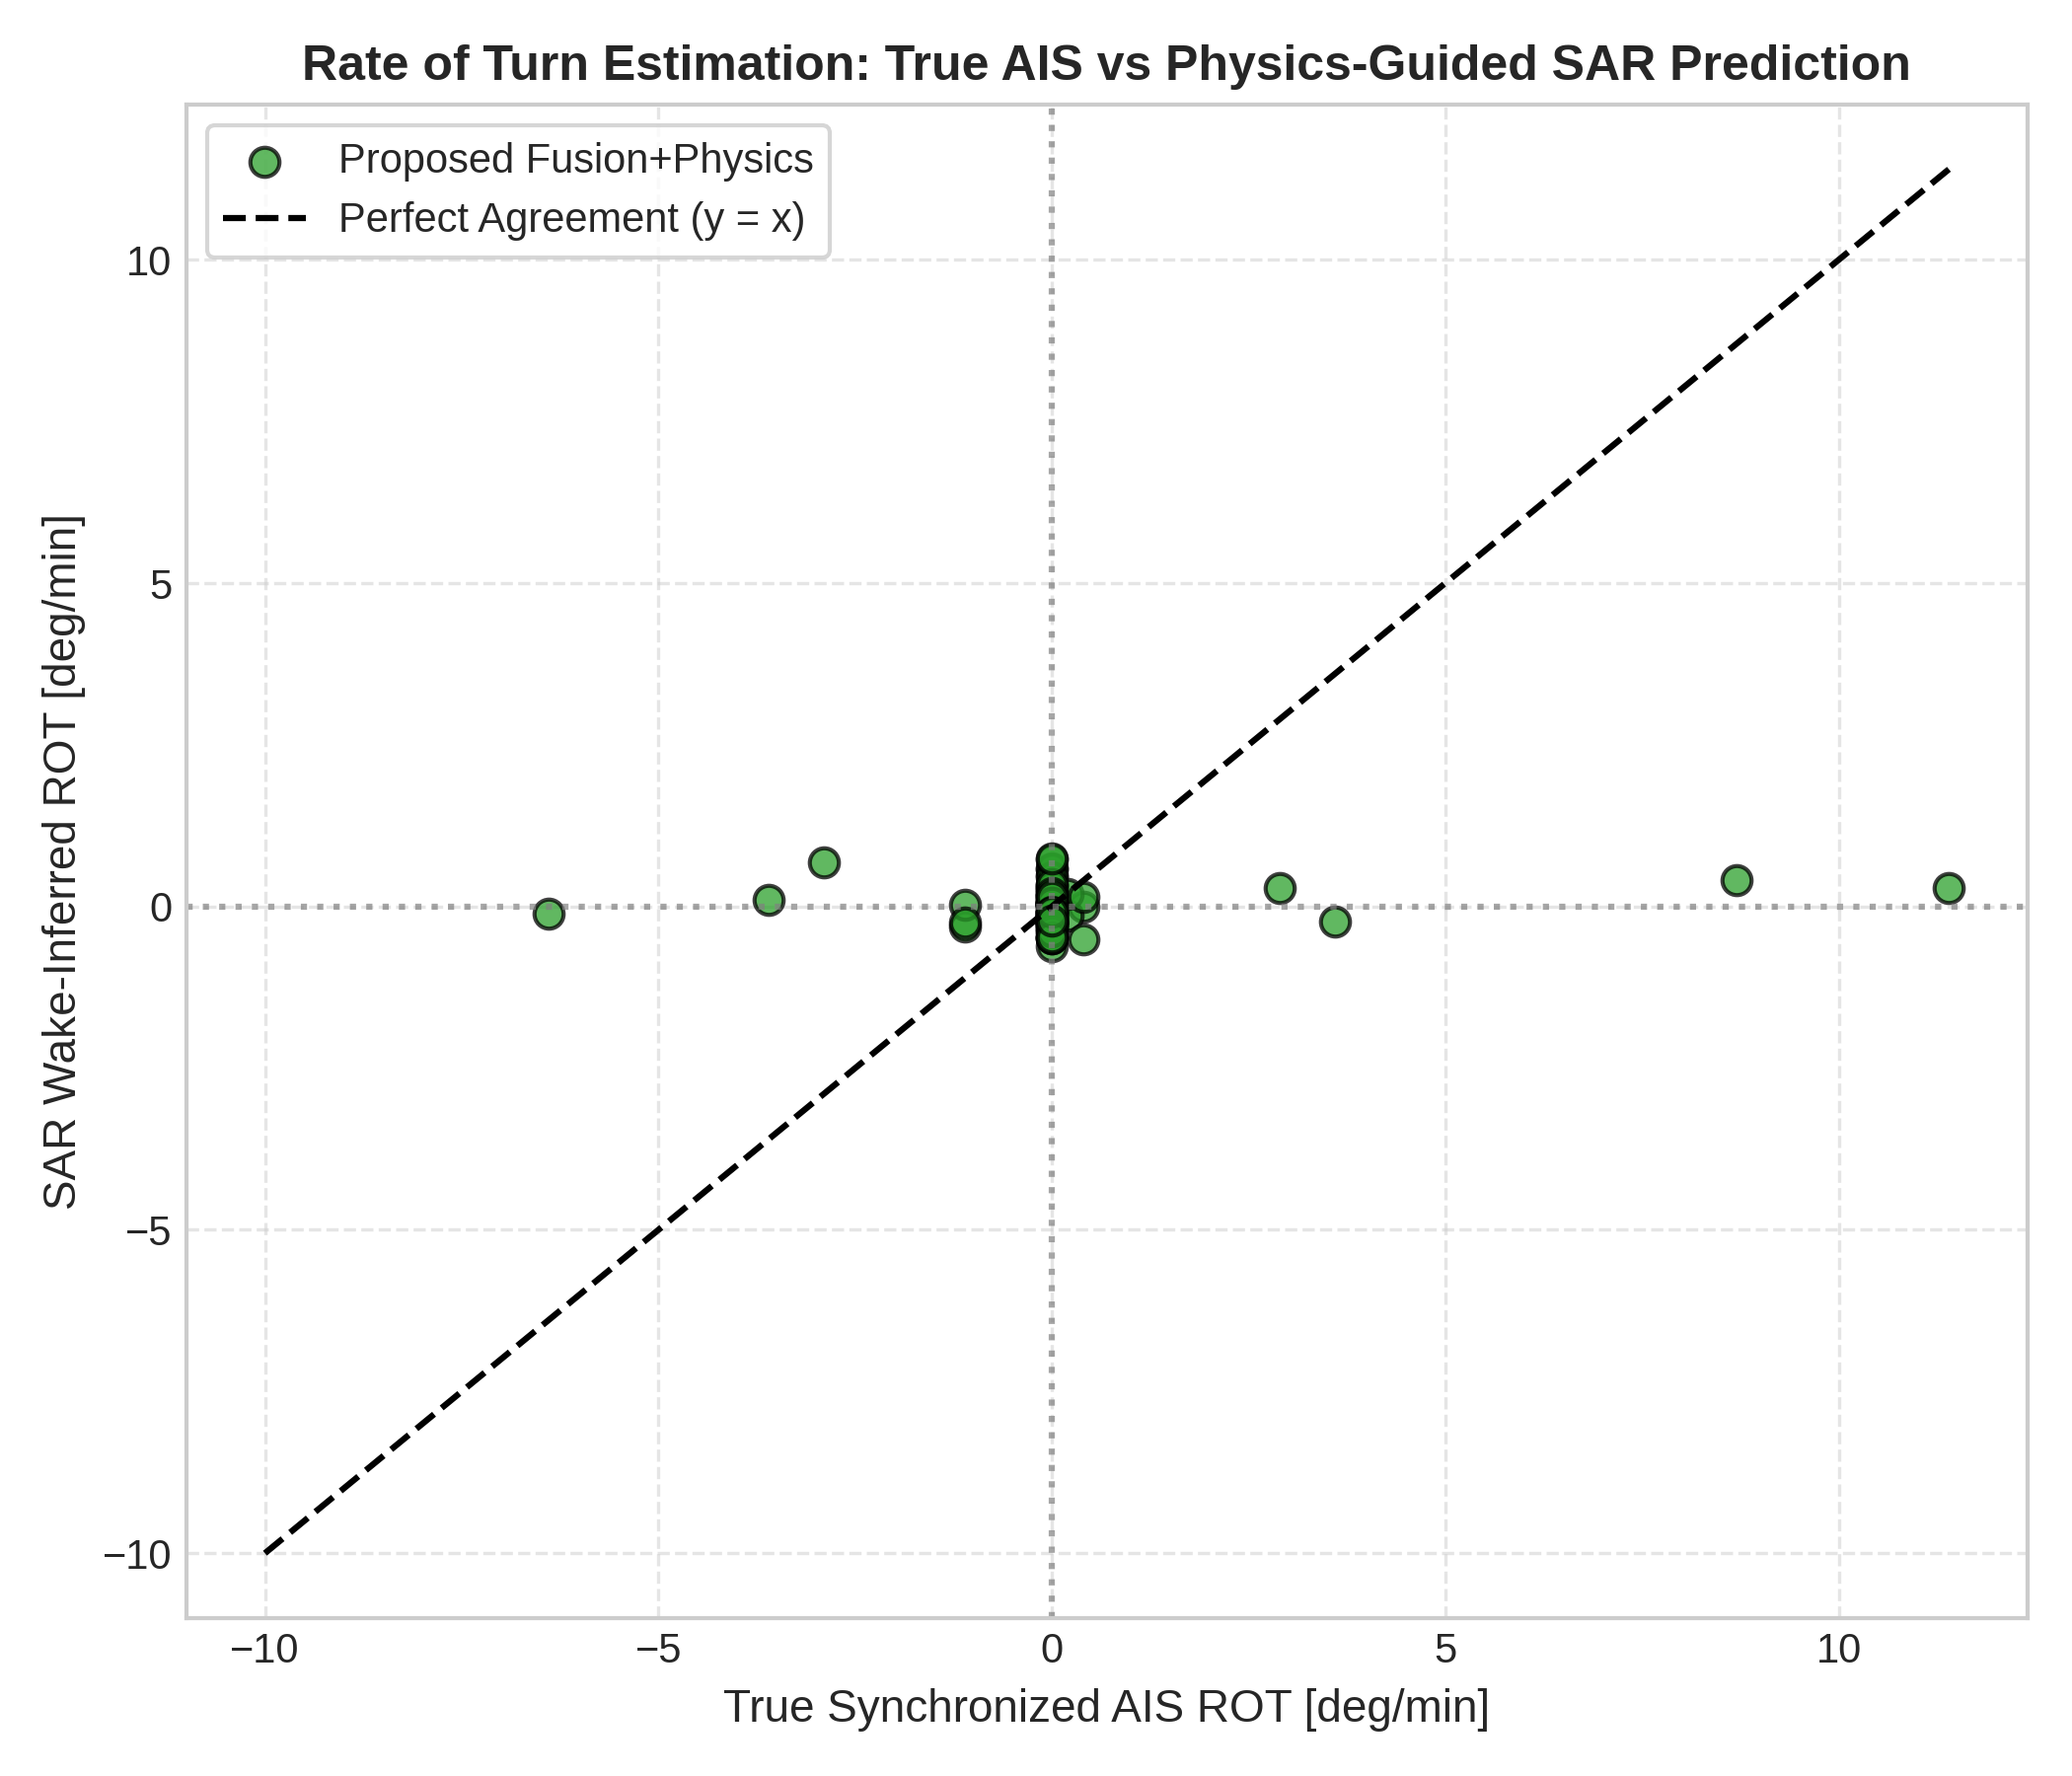 Rate of Turn Estimation: True AIS vs Physics-Guided SAR Prediction
Proposed Fusion+Physics
Perfect Agreement (y = x)
SAR Wake-Inferred ROT [deg/min]
10
5
0
−5
−10
−10
−5
0
5
10
True Synchronized AIS ROT [deg/min]